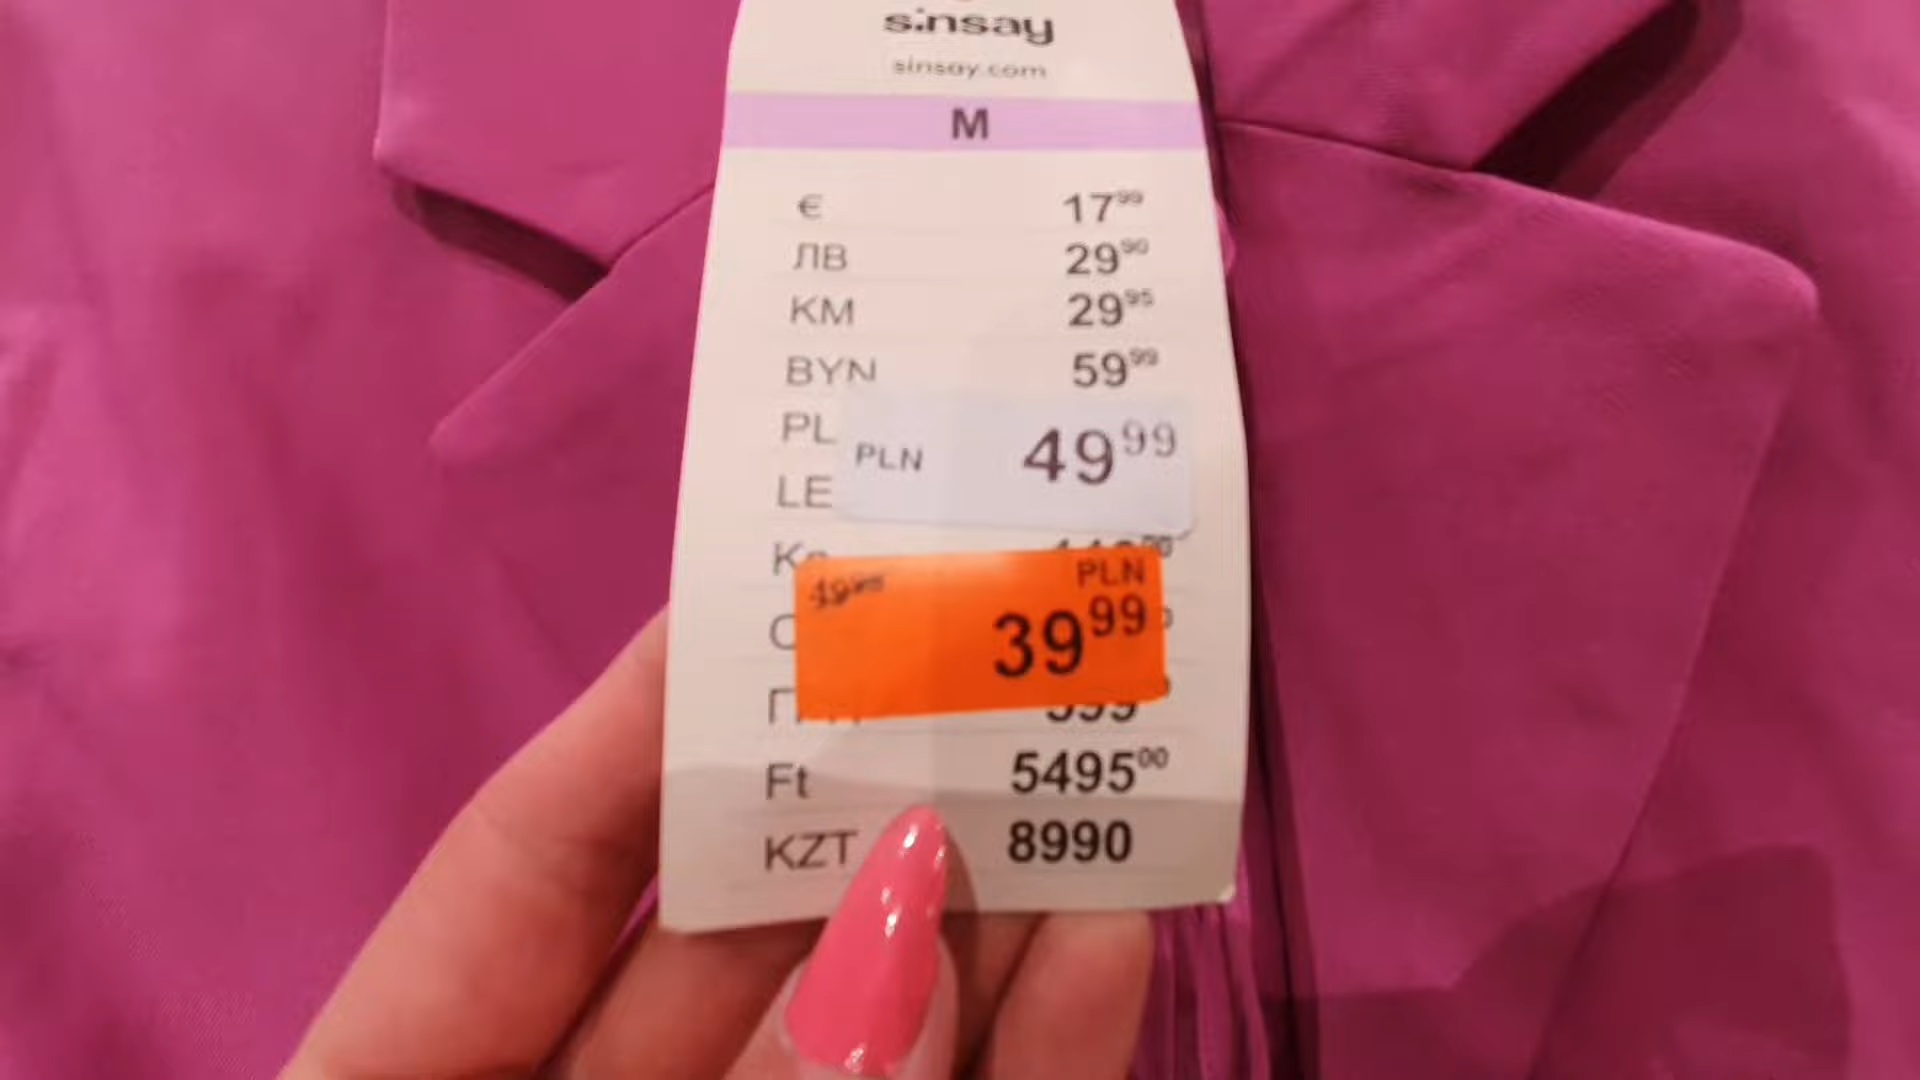 sinsay
sinsay.com
M
€ 17⁹⁹
ЛВ 29⁹⁰
KM 29⁹⁵
BYN 59⁹⁹
PL
PLN 49⁹⁹
LE
49⁹⁹ PLN
39⁹⁹
Ft 5495⁰⁰
KZT 8990